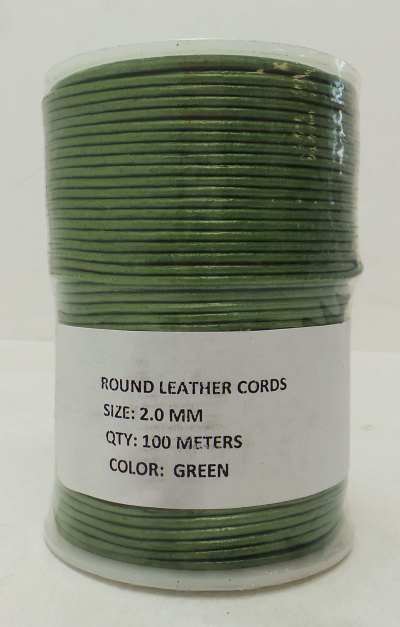 ROUND LEATHER CORDS
SIZE: 2.0 MM
QTY: 100 METERS
COLOR: GREEN